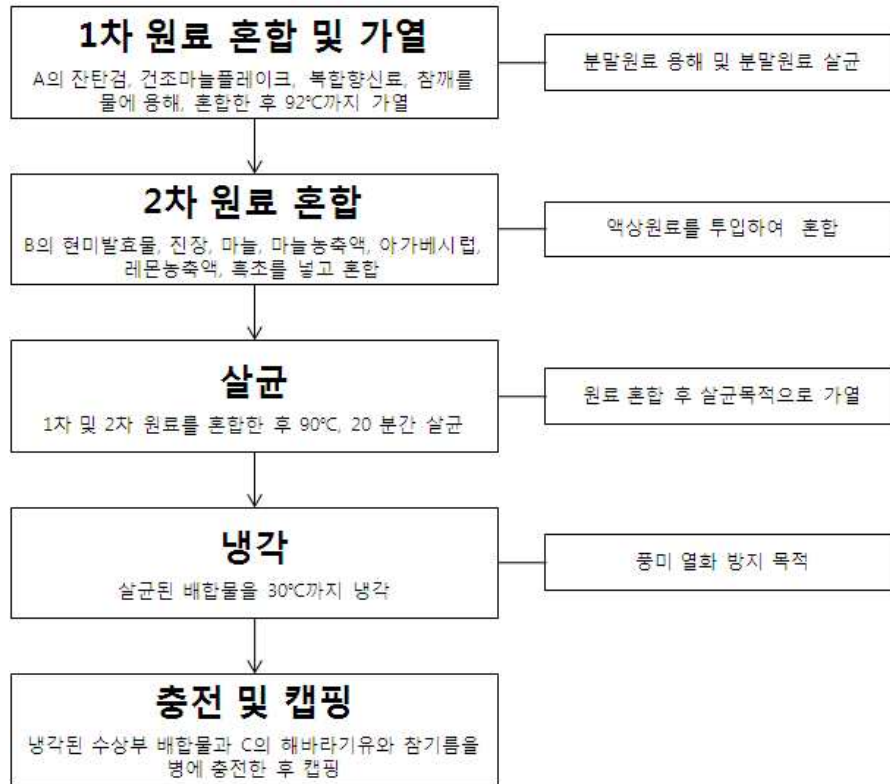 1차 원료 혼합 및 가열
A의 잔탄검, 건조마늘플레이크, 복합향신료, 참깨를
물에 용해, 혼합한 후 92℃까지 가열
분말원료 용해 및 분말원료 살균
2차 원료 혼합
B의 현미발효물, 진장, 마늘, 마늘농축액, 아가베시럽,
레몬농축액, 흑초를 넣고 혼합
액상원료를 투입하여 혼합
살균
1차 및 2차 원료를 혼합한 후 90℃, 20 분간 살균
원료 혼합 후 살균목적으로 가열
냉각
살균된 배합물을 30℃까지 냉각
풍미 열화 방지 목적
충전 및 캡핑
냉각된 수상부 배합물과 C의 해바라기유와 참기름을
병에 충전한 후 캡핑